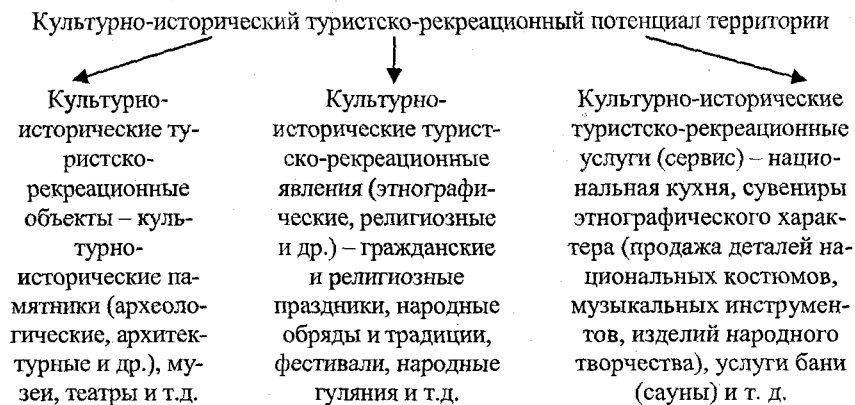 Культурно-исторический туристско-рекреационный потенциал территории
Культурно-
исторические ту-
ристско-
рекреационные
объекты – куль-
турно-
исторические па-
мятники (археоло-
гические, архитек-
турные и др.), му-
зеи, театры и т.д.
Культурно-
исторические турист-
ско-рекреационные
явления (этнографи-
ческие, религиозные
и др.) – гражданские
и религиозные
праздники, народные
обряды и традиции,
фестивали, народные
гуляния и т.д.
Культурно-исторические
туристско-рекреационные
услуги (сервис) – нацио-
нальная кухня, сувениры
этнографического харак-
тера (продажа деталей на-
циональных костюмов,
музыкальных инструмен-
тов, изделий народного
творчества), услуги бани
(сауны) и т. д.